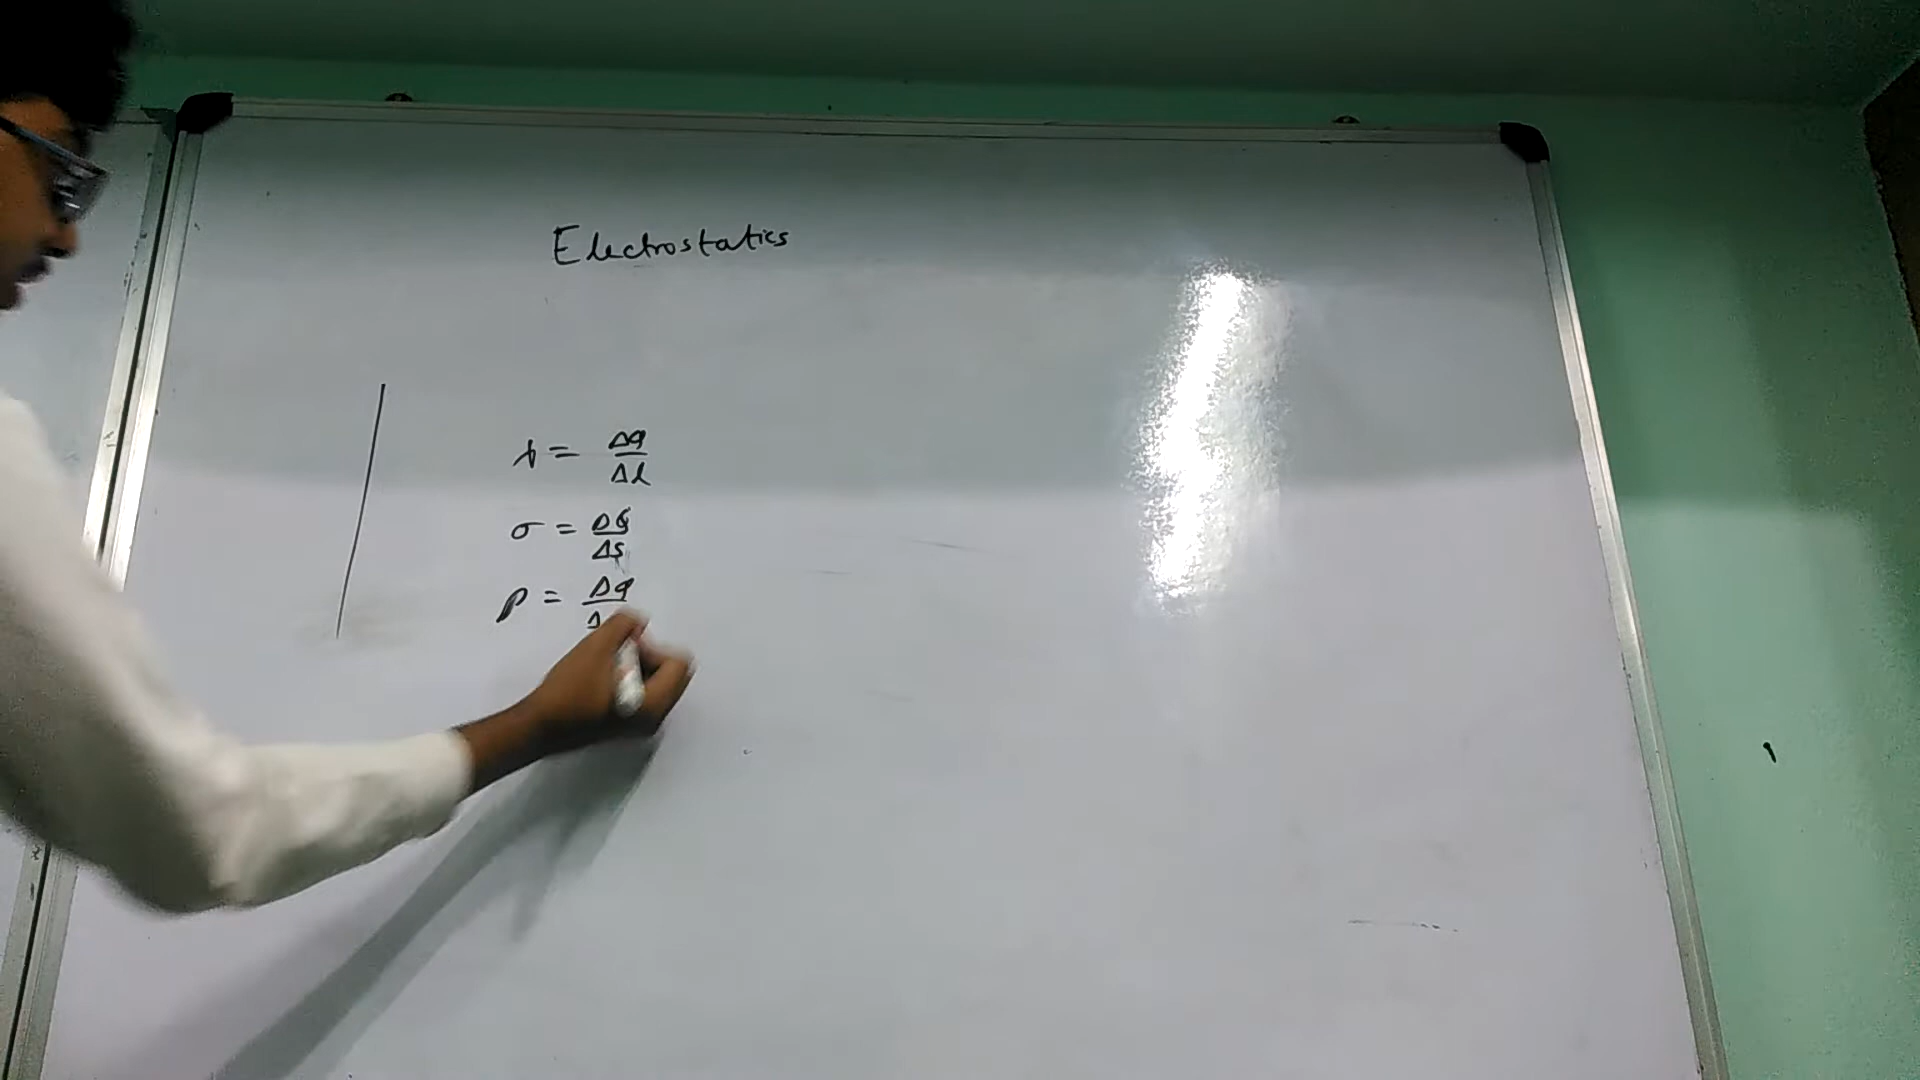 Electrostatics
λ = Δq/Δl
σ = ΔQ/ΔS
ρ = Δq/Δ